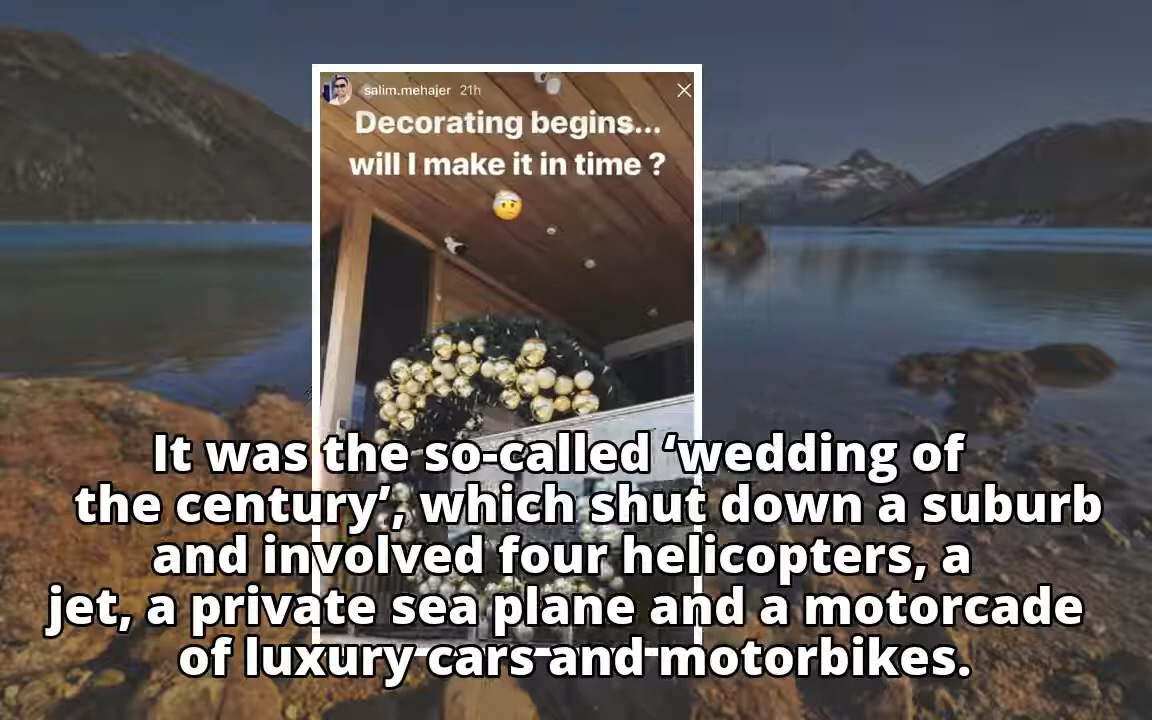 salim.mehajer 21h
Decorating begins...
will I make it in time ?
It was the so-called ‘wedding of
the century’, which shut down a suburb
and involved four helicopters, a
jet, a private sea plane and a motorcade
of luxury cars and motorbikes.